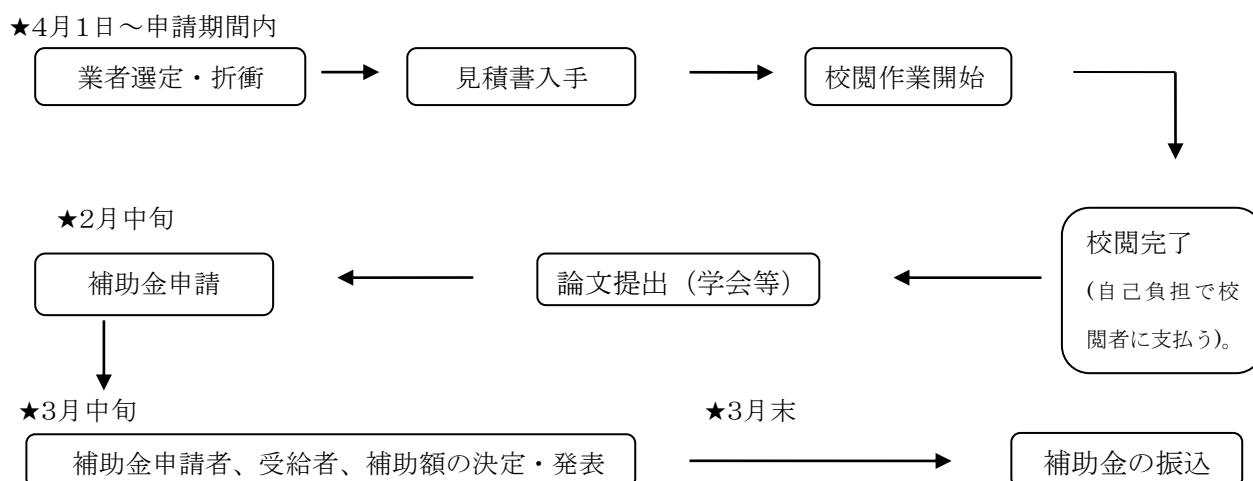 ★4月1日～申請期間内
業者選定・折衝
見積書入手
校閲作業開始
校閲完了
(自己負担で校
閲者に支払う)。
論文提出（学会等）
★2月中旬
補助金申請
★3月中旬
補助金申請者、受給者、補助額の決定・発表
★3月末
補助金の振込